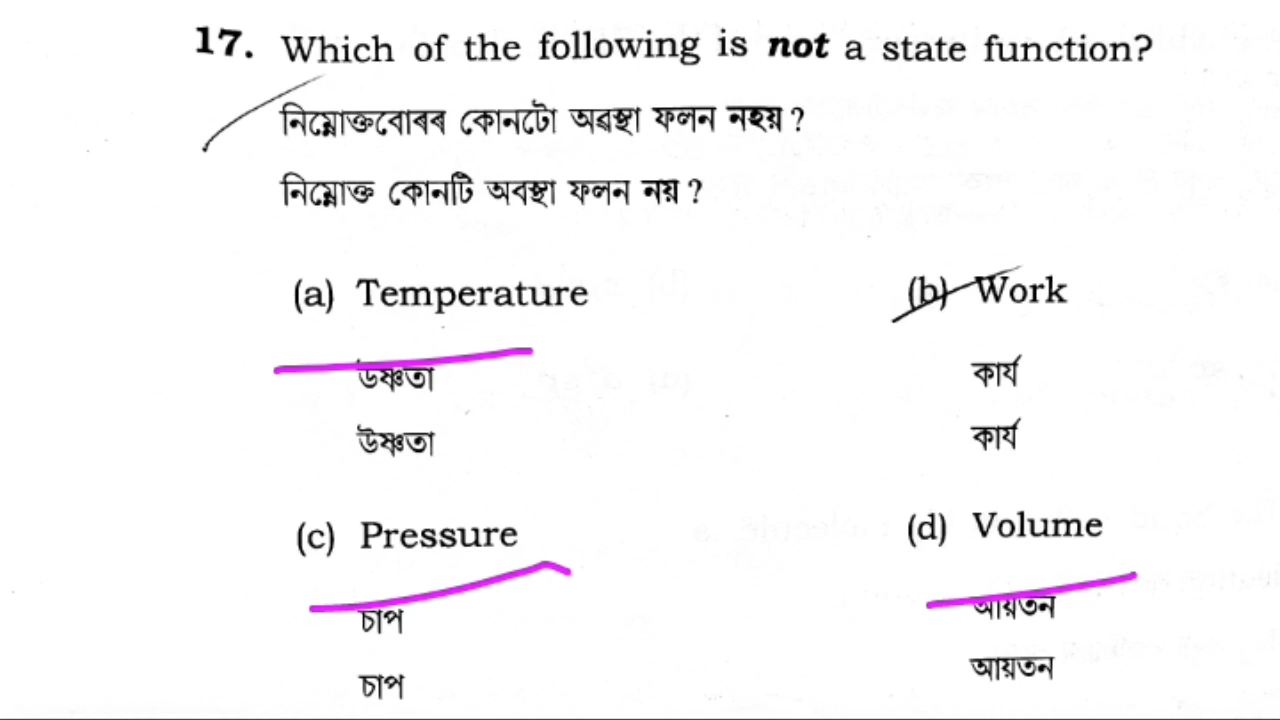 17. Which of the following is not a state function?
নিম্নোক্তবোৰৰ কোনটো অৱস্থা ফলন নহয় ?
নিম্নোক্ত কোনটি অবস্থা ফলন নয় ?
(a) Temperature
উষ্ণতা
উষ্ণতা
(b) Work
কাৰ্য
কার্য
(c) Pressure
চাপ
চাপ
(d) Volume
আয়তন
আয়তন